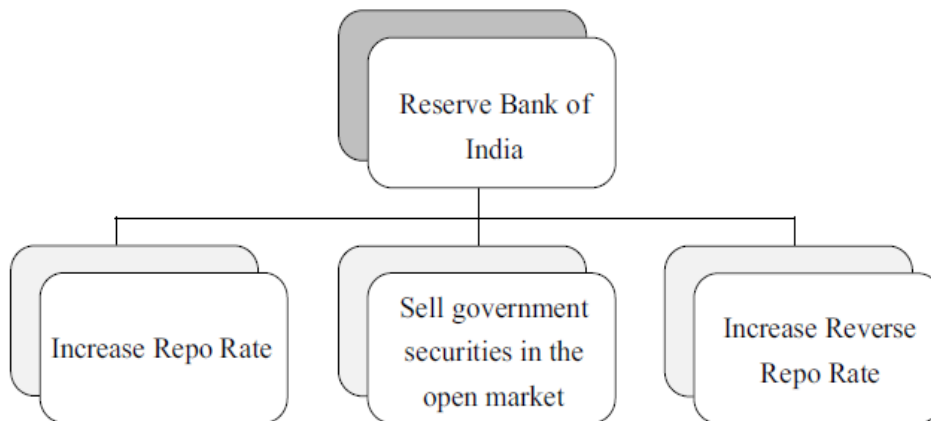 Reserve Bank of
India
Increase Repo Rate
Sell government
securities in the
open market
Increase Reverse
Repo Rate